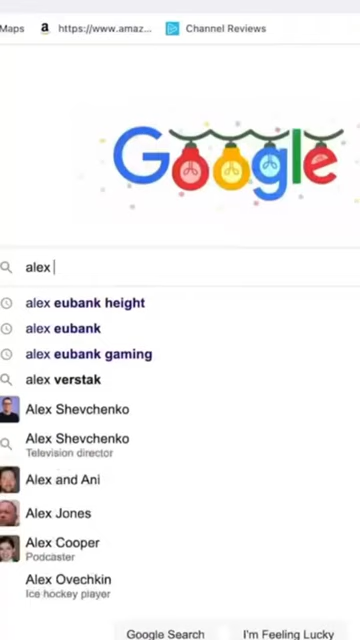 Maps
https://www.amaz...
Channel Reviews
Google
alex
alex eubank height
alex eubank
alex eubank gaming
alex verstak
Alex Shevchenko
Alex Shevchenko
Television director
Alex and Ani
Alex Jones
Alex Cooper
Podcaster
Alex Ovechkin
Ice hockey player
Google Search
I'm Feeling Lucky